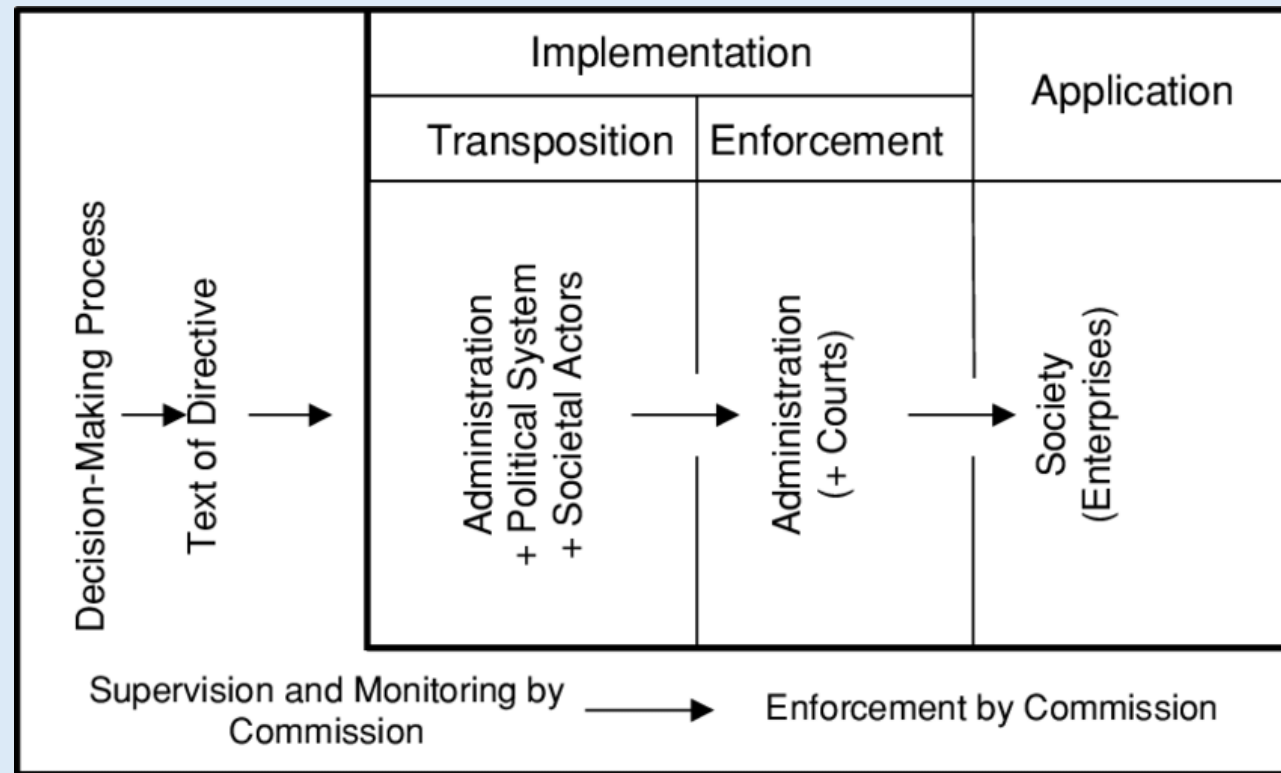 Implementation
Application
Transposition
Enforcement
Decision-Making Process
Text of Directive
Administration
+ Political System
+ Societal Actors
Administration
(+ Courts)
Society
(Enterprises)
Supervision and Monitoring by
Commission
Enforcement by Commission